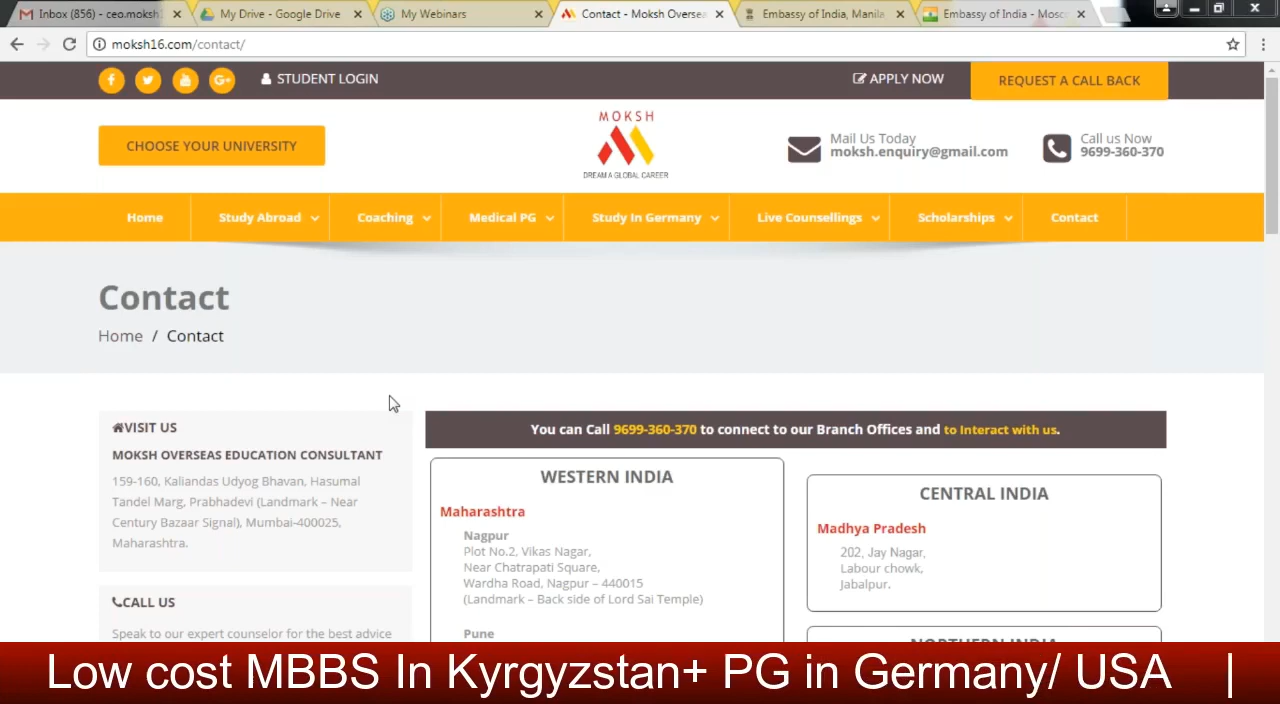 Inbox (856) - ceo.moksh
My Drive - Google Drive
My Webinars
Contact - Moksh Oversea
Embassy of India, Manila
Embassy of India - Mosc
moksh16.com/contact/
STUDENT LOGIN
APPLY NOW
REQUEST A CALL BACK
CHOOSE YOUR UNIVERSITY
MOKSH
DREAM A GLOBAL CAREER
Mail Us Today
moksh.enquiry@gmail.com
Call us Now
9699-360-370
Home
Study Abroad
Coaching
Medical PG
Study In Germany
Live Counsellings
Scholarships
Contact
Contact
Home / Contact
VISIT US
MOKSH OVERSEAS EDUCATION CONSULTANT
159-160, Kaliandas Udyog Bhavan, Hasumal
Tandel Marg, Prabhadevi (Landmark – Near
Century Bazaar Signal), Mumbai-400025,
Maharashtra.
CALL US
Speak to our expert counselor for the best advice
You can Call 9699-360-370 to connect to our Branch Offices and to Interact with us.
WESTERN INDIA
Maharashtra
Nagpur
Plot No.2, Vikas Nagar,
Near Chatrapati Square,
Wardha Road, Nagpur – 440015
(Landmark – Back side of Lord Sai Temple)
Pune
CENTRAL INDIA
Madhya Pradesh
202, Jay Nagar,
Labour chowk,
Jabalpur.
NORTHERN INDIA
Low cost MBBS In Kyrgyzstan+ PG in Germany/ USA |